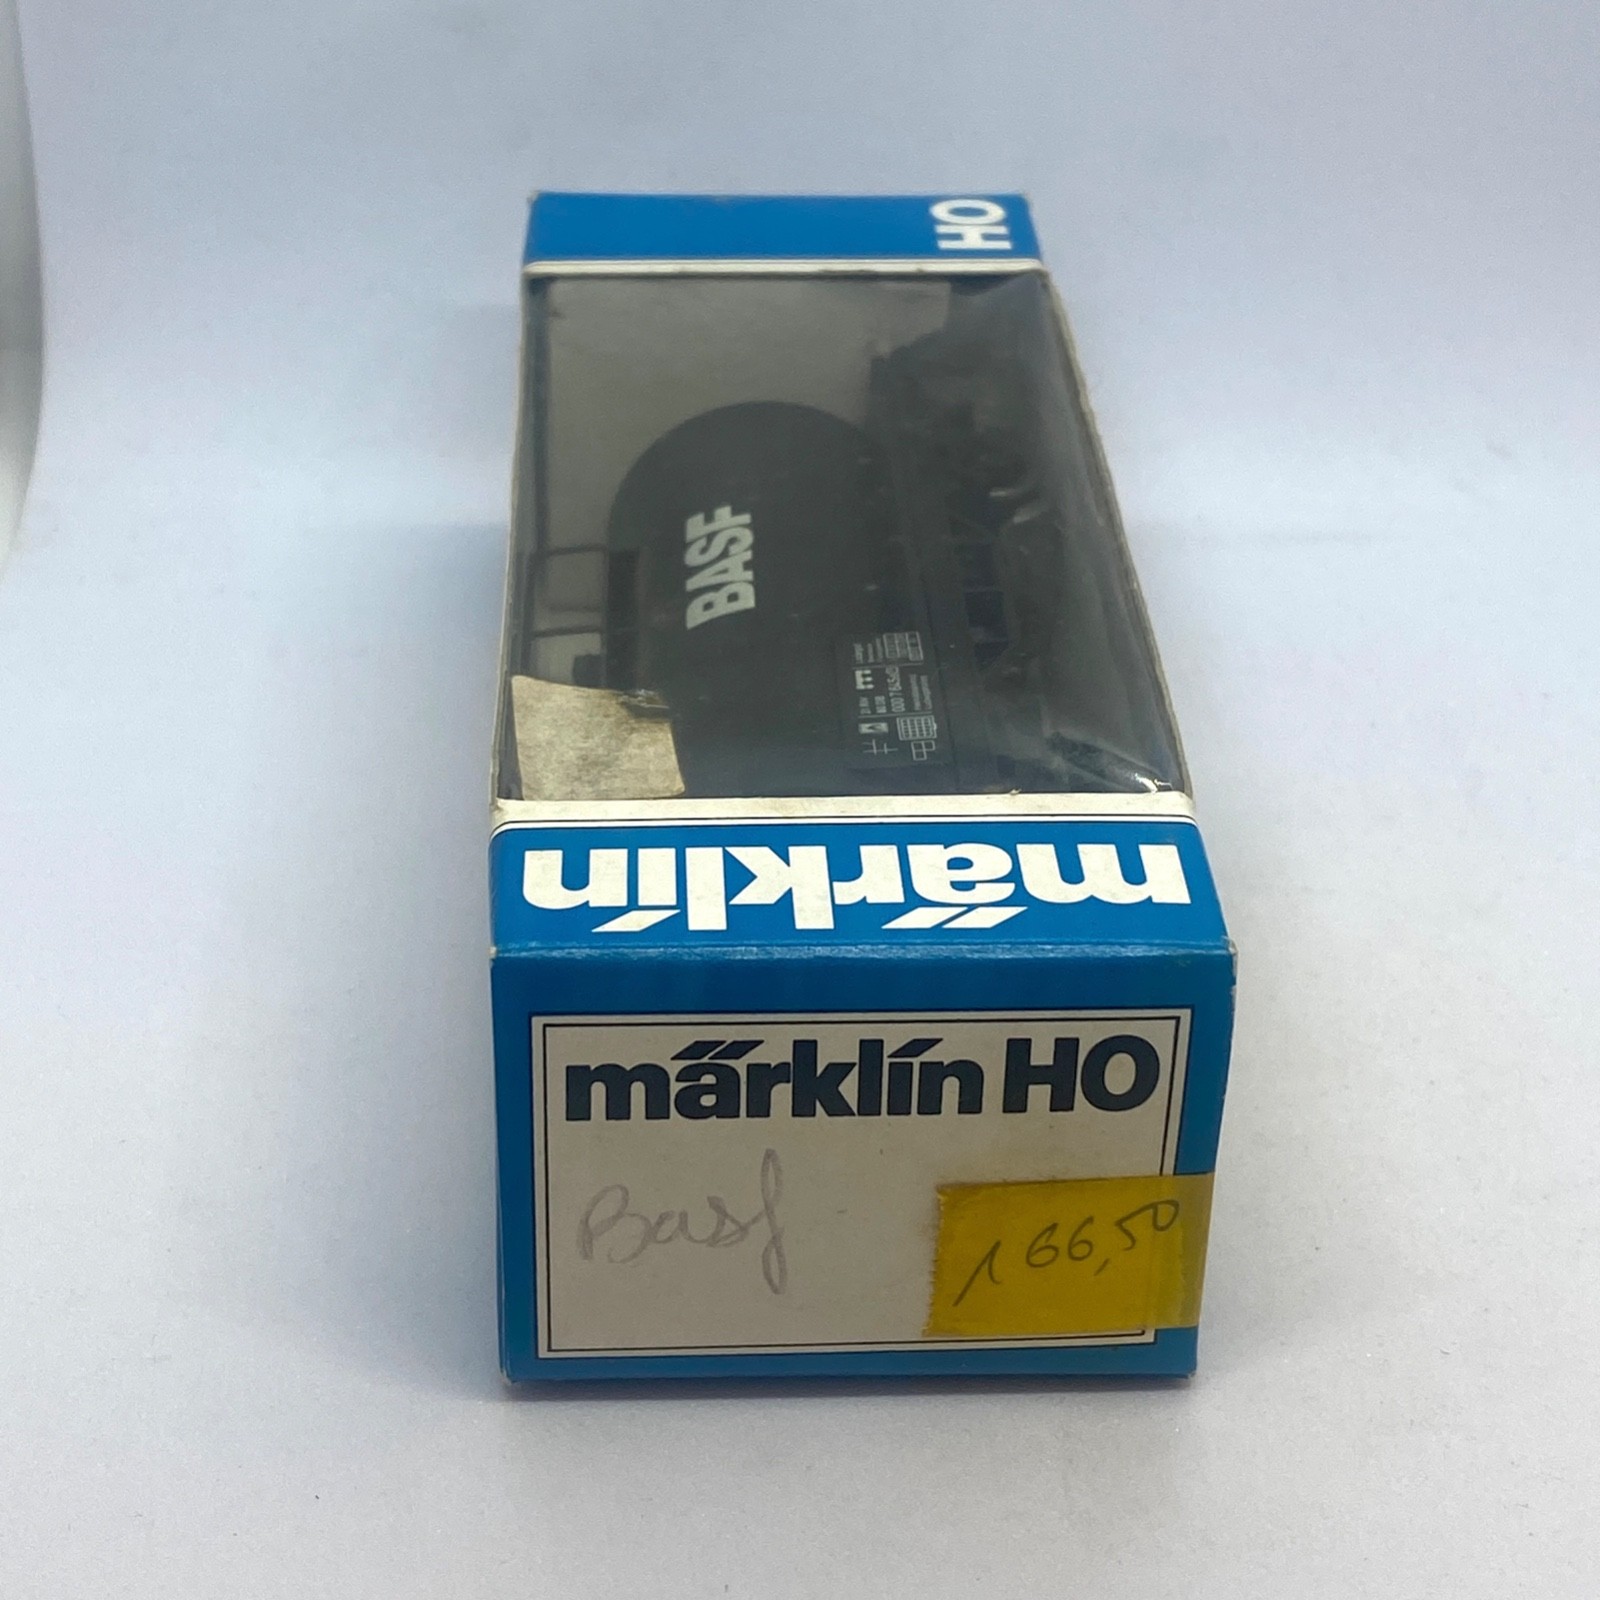 HO
BASF
märklin
märklin HO
Basf
166,50